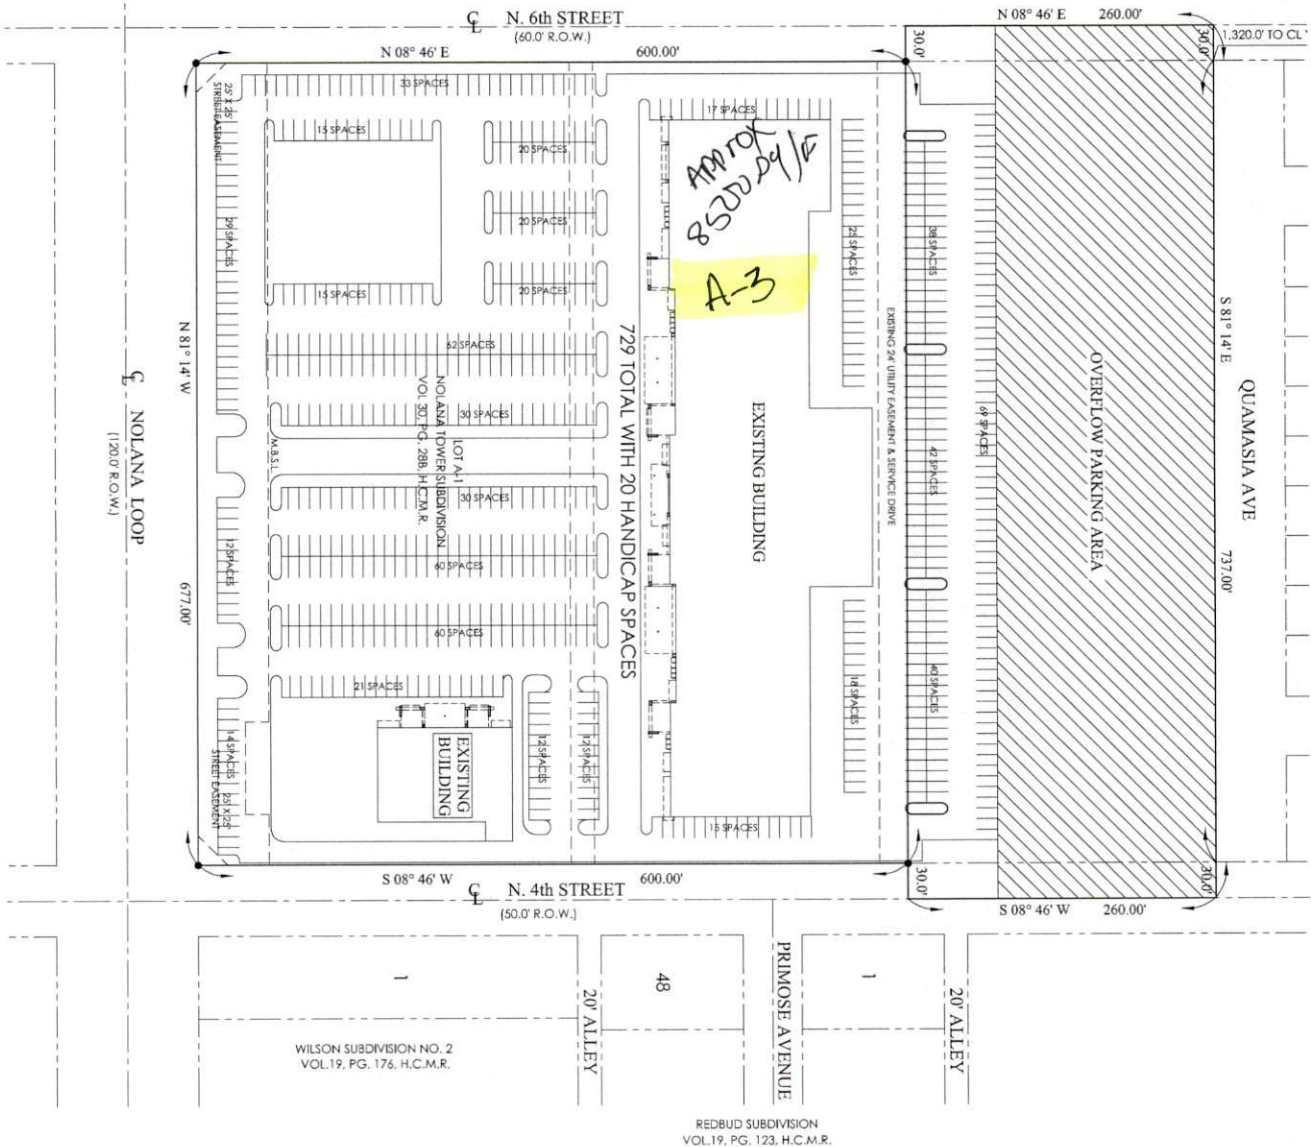 ℄ N. 6th STREET
(60.0' R.O.W.)
N 08° 46' E 600.00'
N 08° 46' E 260.00'
30.0'
30.0'
1,320.0' TO CL
25' X 25'
STREET EASEMENT
33 SPACES
15 SPACES
20 SPACES
20 SPACES
20 SPACES
15 SPACES
29 SPACES
62 SPACES
30 SPACES
LOT A-1
NOLANA TOWER SUBDIVISION
VOL 30, PG. 28B, H.C.M.R.
M.B.S.L.
30 SPACES
60 SPACES
60 SPACES
12 SPACES
21 SPACES
14 SPACES
25' X 25'
STREET EASEMENT
EXISTING
BUILDING
12 SPACES
12 SPACES
729 TOTAL WITH 20 HANDICAP SPACES
17 SPACES
APPROX
A-3
EXISTING BUILDING
15 SPACES
25 SPACES
18 SPACES
EXISTING 24' UTILITY EASEMENT & SERVICE DRIVE
38 SPACES
42 SPACES
40 SPACES
69 SPACES
OVERFLOW PARKING AREA
S 81° 14' E 737.00'
QUAMASIA AVE
N 81° 14' W 677.00'
℄ NOLANA LOOP
(120.0' R.O.W.)
S 08° 46' W 600.00'
℄ N. 4th STREET
(50.0' R.O.W.)
30.0'
30.0'
S 08° 46' W 260.00'
1
20' ALLEY
48
PRIMOSE AVENUE
1
20' ALLEY
WILSON SUBDIVISION NO. 2
VOL.19, PG. 176, H.C.M.R.
REDBUD SUBDIVISION
VOL.19, PG. 123, H.C.M.R.